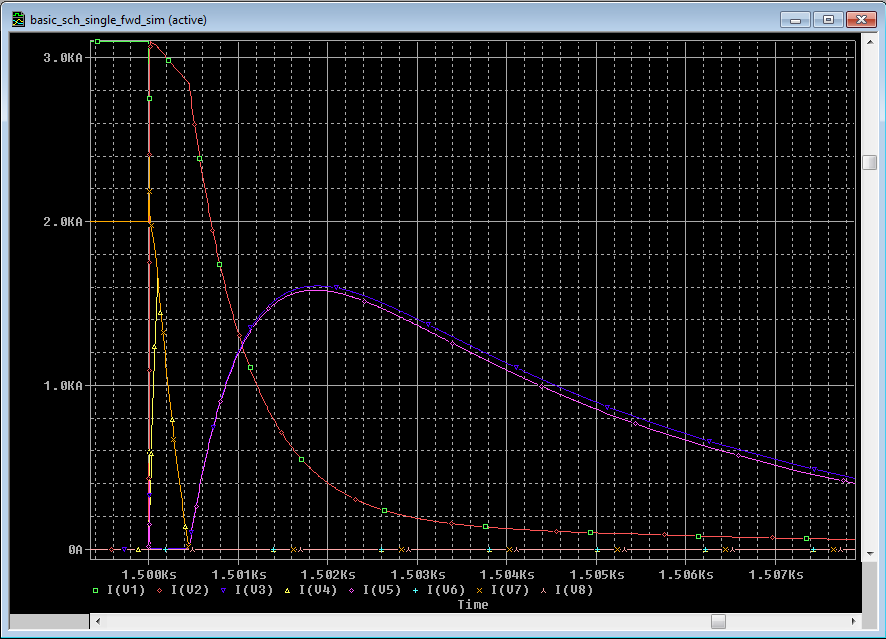 basic_sch_single_fwd_sim (active)
3.0KA
2.0KA
1.0KA
0A
1.500Ks 1.501Ks 1.502Ks 1.503Ks 1.504Ks 1.505Ks 1.506Ks 1.507Ks
I(V1) I(V2) I(V3) I(V4) I(V5) I(V6) I(V7) I(V8)
Time